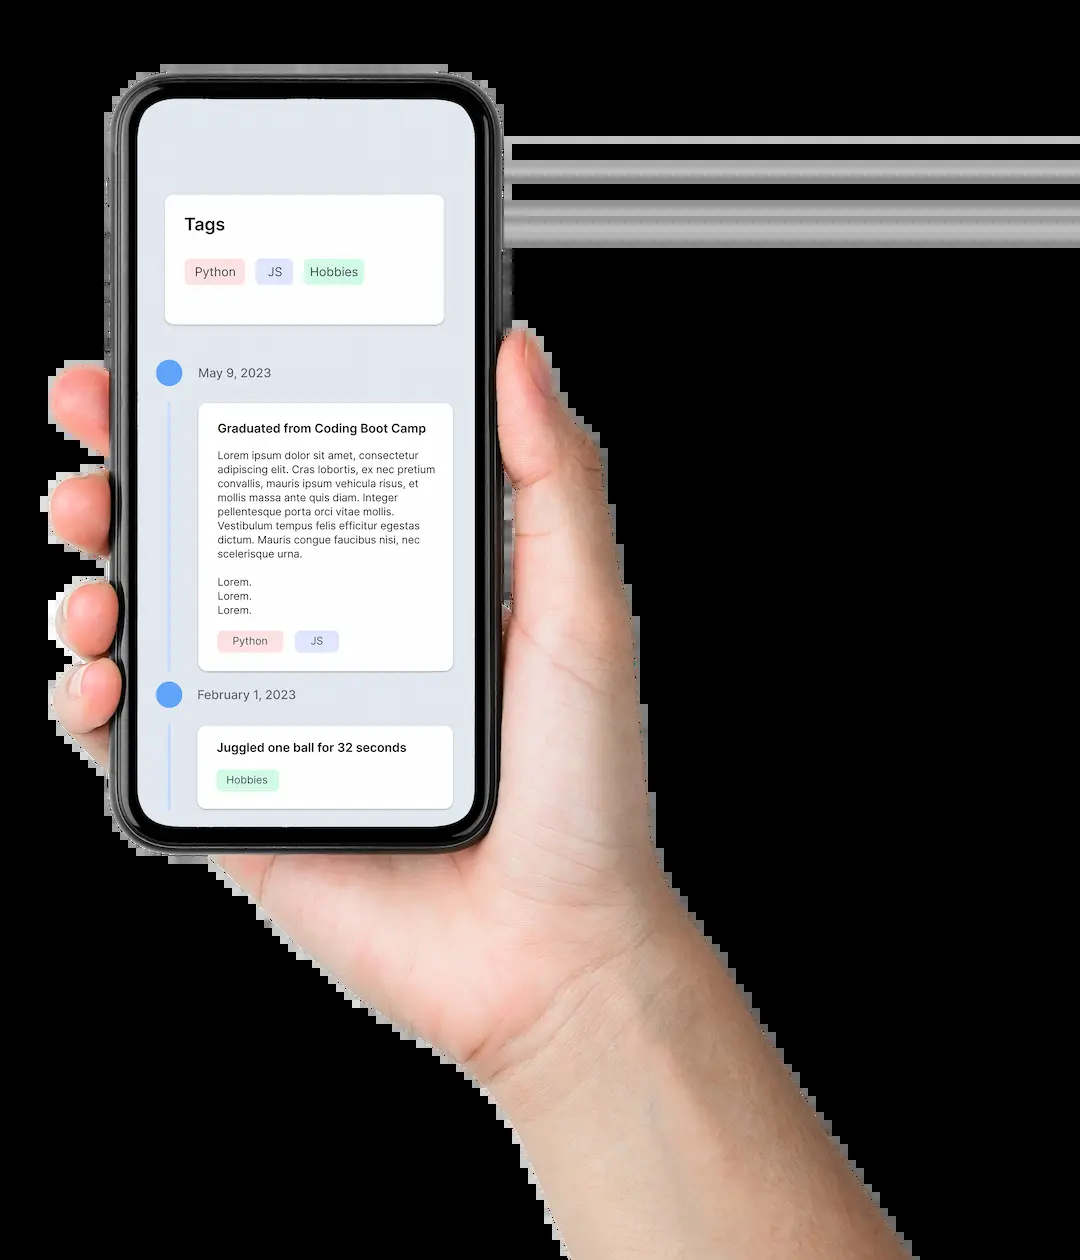 Tags
Python JS Hobbies
May 9, 2023
Graduated from Coding Boot Camp
Lorem ipsum dolor sit amet, consectetur
adipiscing elit. Cras lobortis, ex nec pretium
convallis, mauris ipsum vehicula risus, et
mollis massa ante quis diam. Integer
pellentesque porta orci vitae mollis.
Vestibulum tempus felis efficitur egestas
dictum. Mauris congue faucibus nisi, nec
scelerisque urna.
Lorem.
Lorem.
Lorem.
Python JS
February 1, 2023
Juggled one ball for 32 seconds
Hobbies